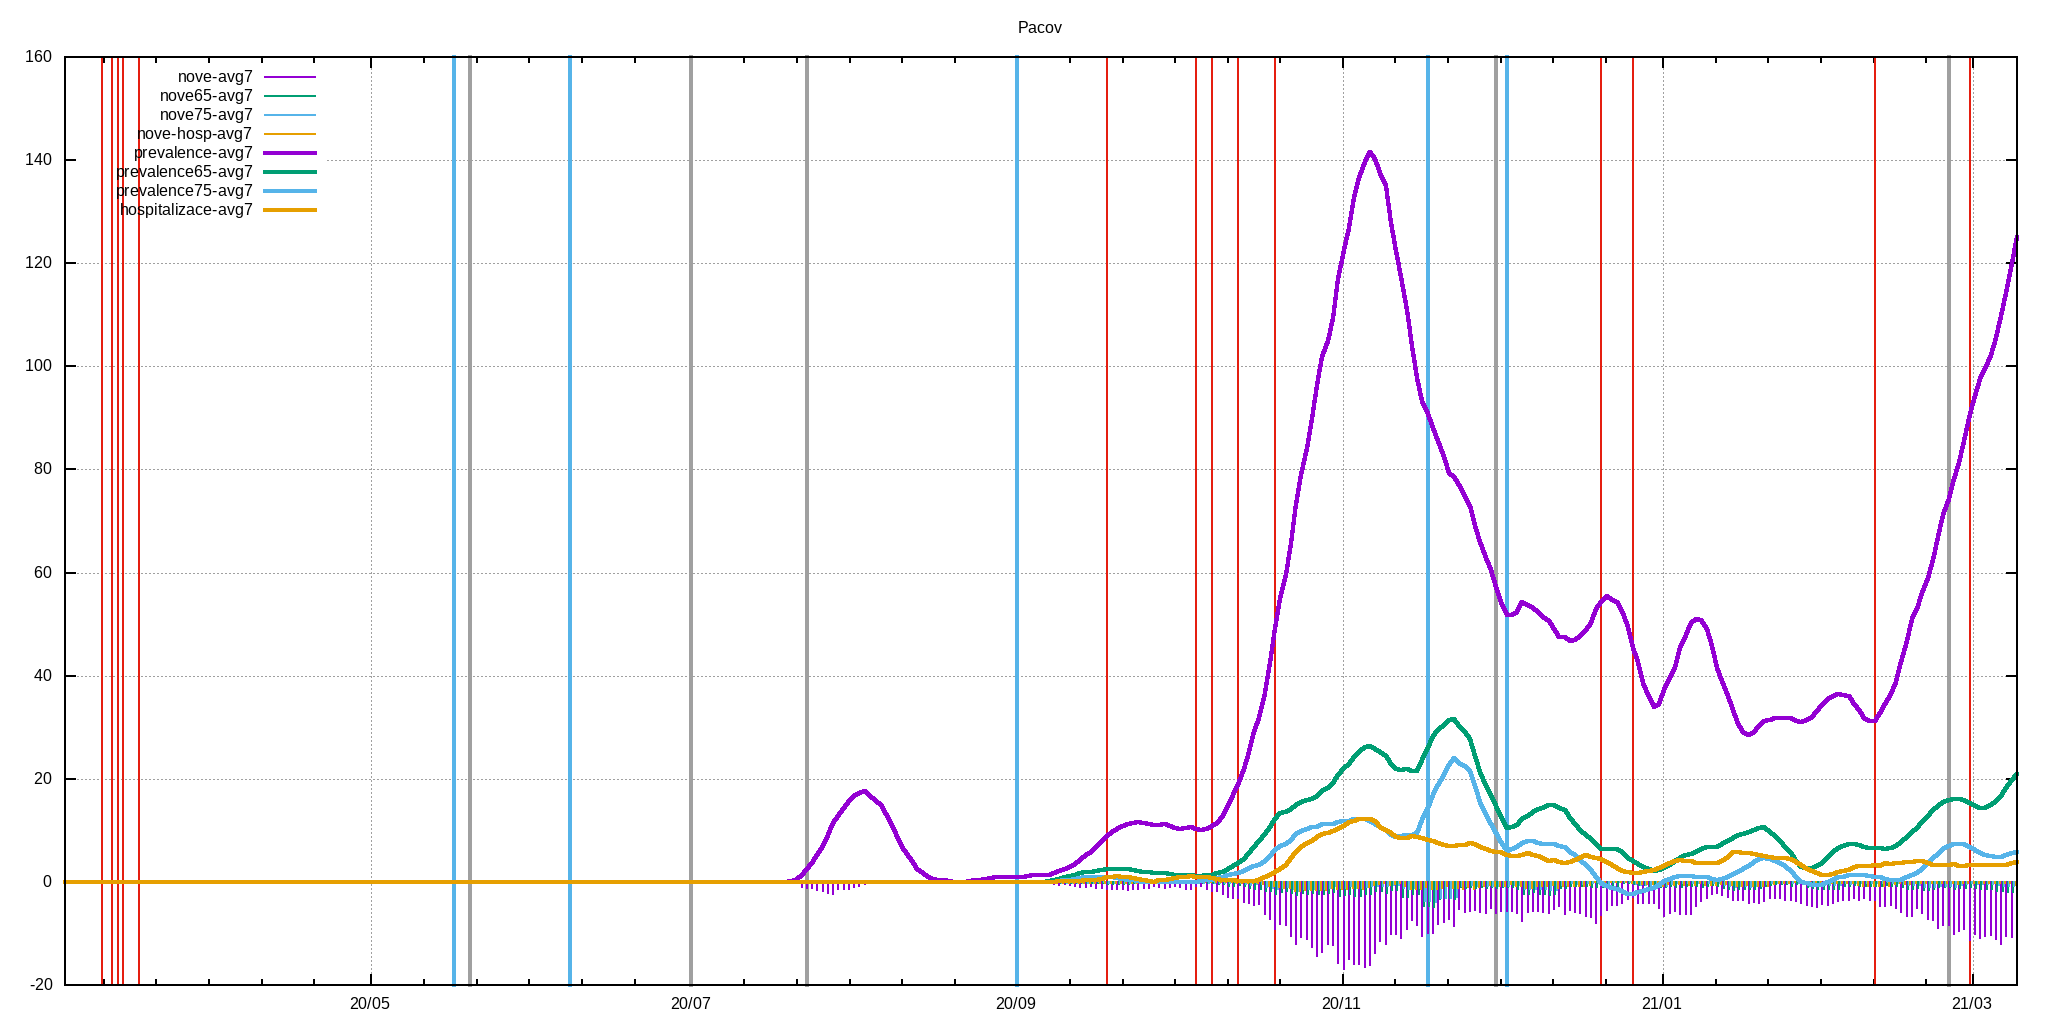 Pacov
160
140
120
100
80
60
40
20
0
-20
nove-avg7
nove65-avg7
nove75-avg7
nove-hosp-avg7
prevalence-avg7
prevalence65-avg7
prevalence75-avg7
hospitalizace-avg7
20/05 20/07 20/09 20/11 21/01 21/03